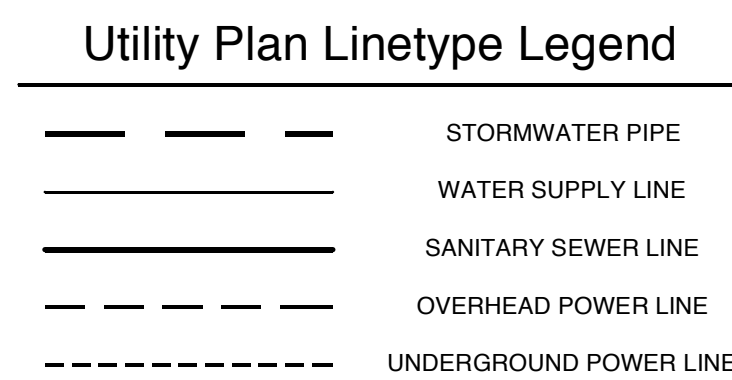 Utility Plan Linetype Legend
STORMWATER PIPE
WATER SUPPLY LINE
SANITARY SEWER LINE
OVERHEAD POWER LINE
UNDERGROUND POWER LINE